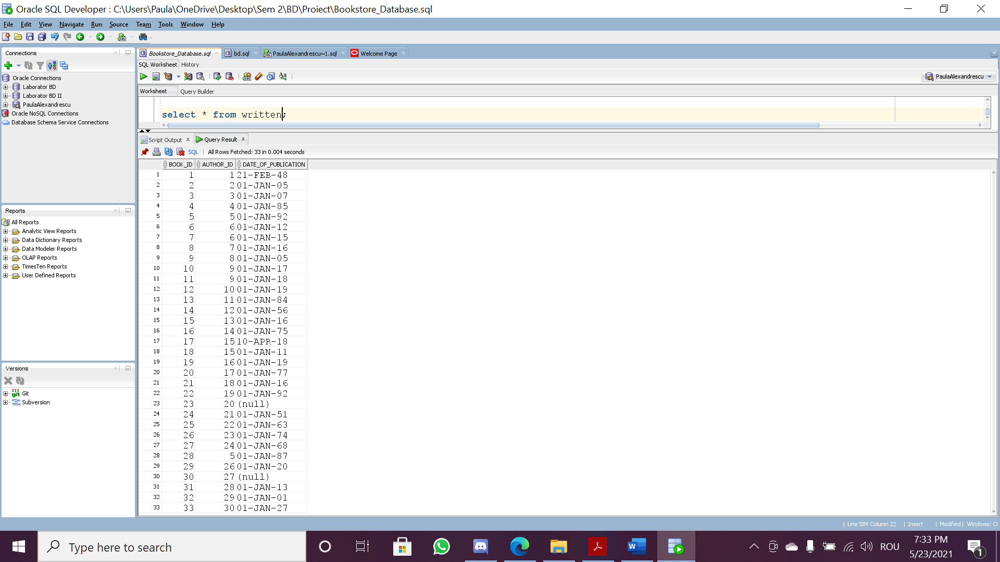 Oracle SQL Developer : C:\Users\Paula\OneDrive\Desktop\Sem 2\BD\Proiect\Bookstore_Database.sql
File Edit View Navigate Run Source Team Tools Window Help
Connections
Oracle Connections
Laborator BD
Laborator BD II
PaulaAlexandrescu
Oracle NoSQL Connections
Database Schema Service Connections
Reports
All Reports
Analytic View Reports
Data Dictionary Reports
Data Modeler Reports
OLAP Reports
TimesTen Reports
User Defined Reports
Versions
Git
Subversion
Bookstore_Database.sql bd.sql PaulaAlexandrescu~1.sql Welcome Page
SQL Worksheet History
PaulaAlexandrescu
Worksheet Query Builder
select * from written;
Script Output Query Result
SQL All Rows Fetched: 33 in 0.004 seconds
BOOK_ID AUTHOR_ID DATE_OF_PUBLICATION
1 1 1 21-FEB-48
2 2 2 01-JAN-05
3 3 3 01-JAN-07
4 4 4 01-JAN-85
5 5 5 01-JAN-92
6 6 6 01-JAN-12
7 7 6 01-JAN-15
8 8 7 01-JAN-16
9 9 8 01-JAN-05
10 10 9 01-JAN-17
11 11 9 01-JAN-18
12 12 10 01-JAN-19
13 13 11 01-JAN-84
14 14 12 01-JAN-56
15 15 13 01-JAN-16
16 16 14 01-JAN-75
17 17 15 10-APR-18
18 18 15 01-JAN-11
19 19 16 01-JAN-19
20 20 17 01-JAN-77
21 21 18 01-JAN-16
22 22 19 01-JAN-92
23 23 20 (null)
24 24 21 01-JAN-51
25 25 22 01-JAN-63
26 26 23 01-JAN-74
27 27 24 01-JAN-68
28 28 5 01-JAN-87
29 29 26 01-JAN-20
30 30 27 (null)
31 31 28 01-JAN-13
32 32 29 01-JAN-01
33 33 30 01-JAN-27
Line 584 Column 22 Insert Modified Windows: Cl
Type here to search
ROU
7:33 PM
5/23/2021
1